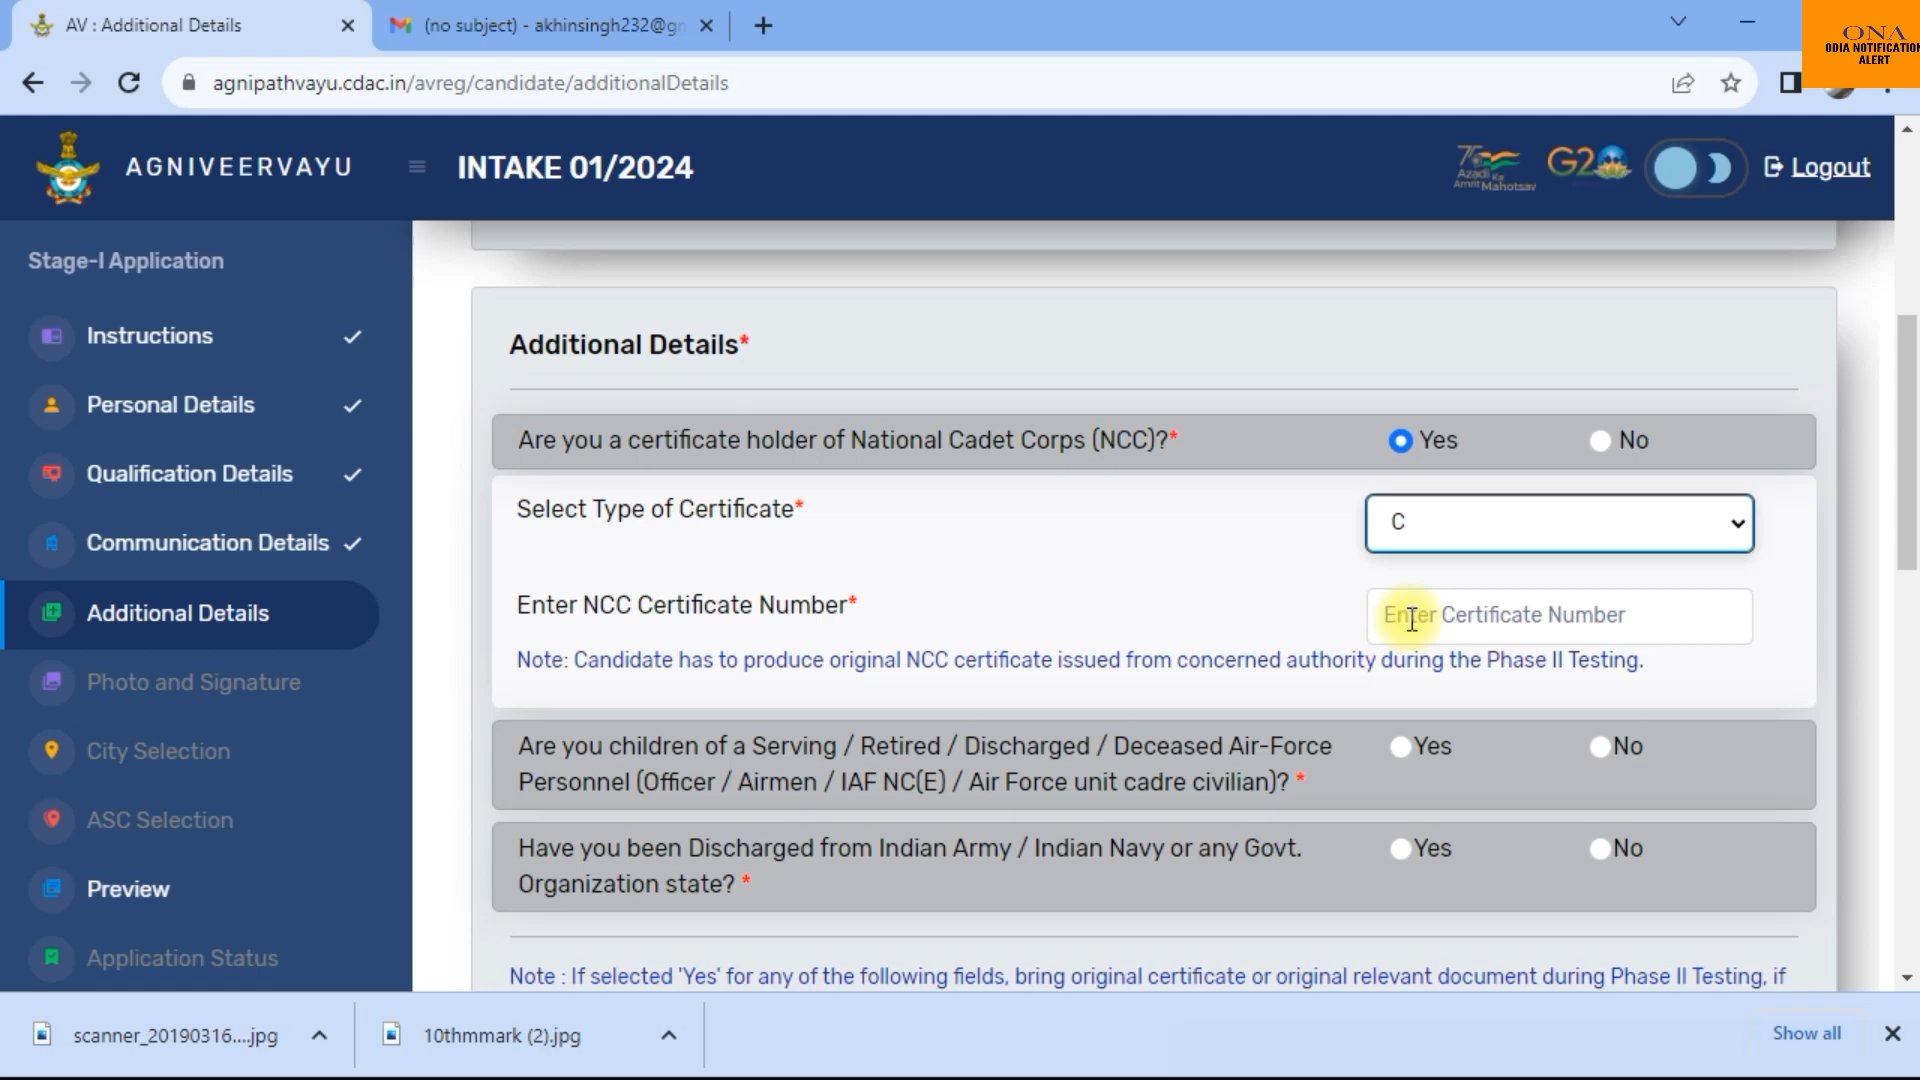 AV : Additional Details
(no subject) - akhinsingh232@gm
ONA
ODIA NOTIFICATION
ALERT
agnipathvayu.cdac.in/avreg/candidate/additionalDetails
AGNIVEERVAYU
INTAKE 01/2024
Azadi Ka
Amrit Mahotsav
G20
Logout
Stage-I Application
Instructions
Personal Details
Qualification Details
Communication Details
Additional Details
Photo and Signature
City Selection
ASC Selection
Preview
Application Status
Additional Details*
Are you a certificate holder of National Cadet Corps (NCC)?* Yes No
Select Type of Certificate* C
Enter NCC Certificate Number* Enter Certificate Number
Note: Candidate has to produce original NCC certificate issued from concerned authority during the Phase II Testing.
Are you children of a Serving / Retired / Discharged / Deceased Air-Force Yes No
Personnel (Officer / Airmen / IAF NC(E) / Air Force unit cadre civilian)? *
Have you been Discharged from Indian Army / Indian Navy or any Govt. Yes No
Organization state? *
Note : If selected 'Yes' for any of the following fields, bring original certificate or original relevant document during Phase II Testing, if
scanner_20190316....jpg
10thmmark (2).jpg
Show all